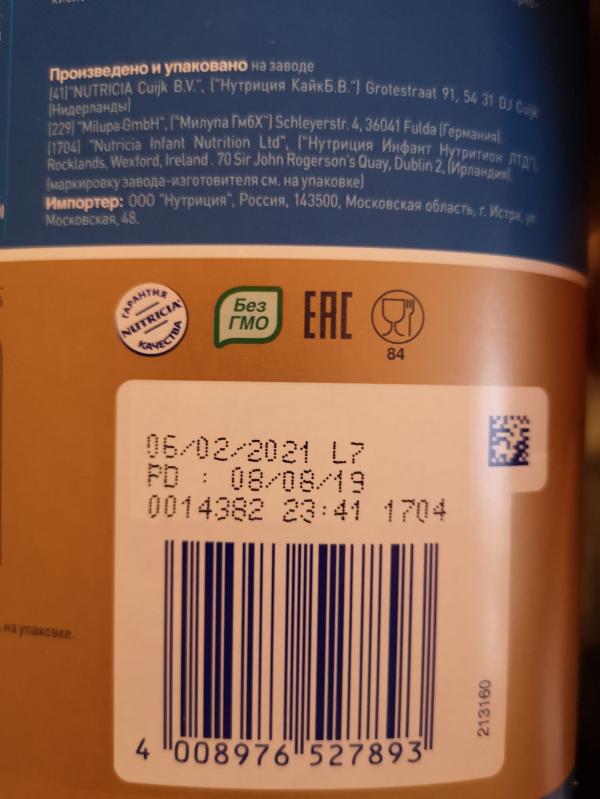 Произведено и упаковано на заводе
(41)"NUTRICIA Cuijk B.V.", ("Нутриция КайкБ.В.") Grotestraat 91, 54 31 DJ Cuijk
(Нидерланды)
(229) "Milupa GmbH", ("Милупа ГмбХ") Schleyerstr. 4, 36041 Fulda (Германия),
(1704) "Nutricia Infant Nutrition Ltd", ("Нутриция Инфант Нутритион ЛТД"),
Rocklands, Wexford, Ireland . 70 Sir John Rogerson's Quay, Dublin 2, (Ирландия).
(маркировку завода-изготовителя см. на упаковке)
Импортер: ООО "Нутриция", Россия, 143500, Московская область, г. Истра, ул.
Московская, 48.
ГАРАНТИЯ
NUTRICIA
КАЧЕСТВА
Без
ГМО
EAC
84
06/02/2021 L7
PD : 08/08/19
0014382 23:41 1704
на упаковке.
213160
4 008976 527893